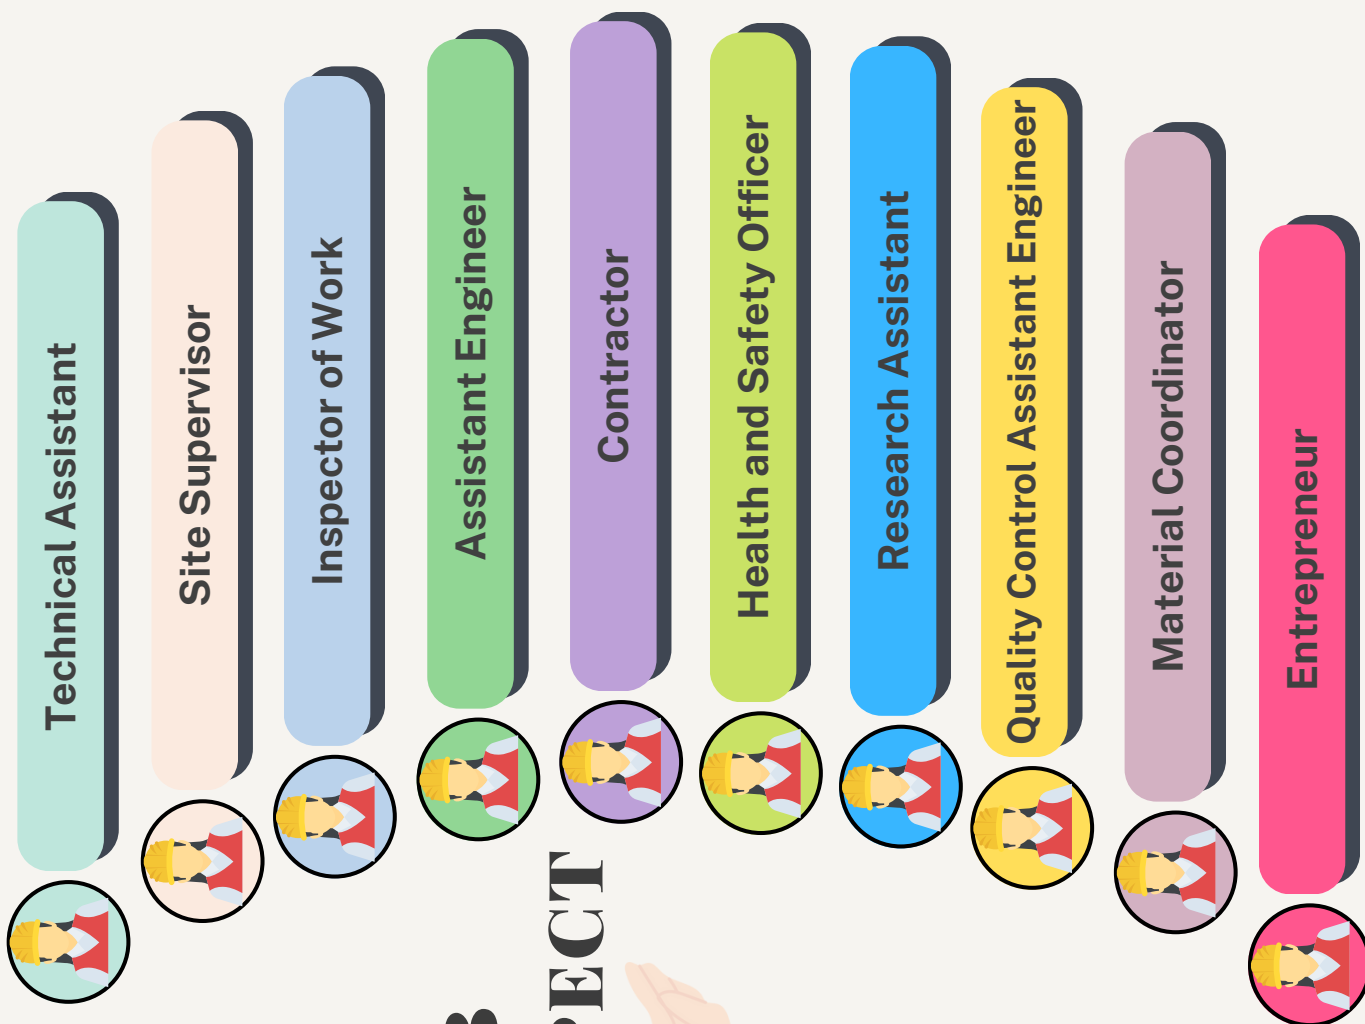 Technical Assistant
Site Supervisor
Inspector of Work
Assistant Engineer
Contractor
Health and Safety Officer
Research Assistant
Quality Control Assistant Engineer
Material Coordinator
Entrepreneur